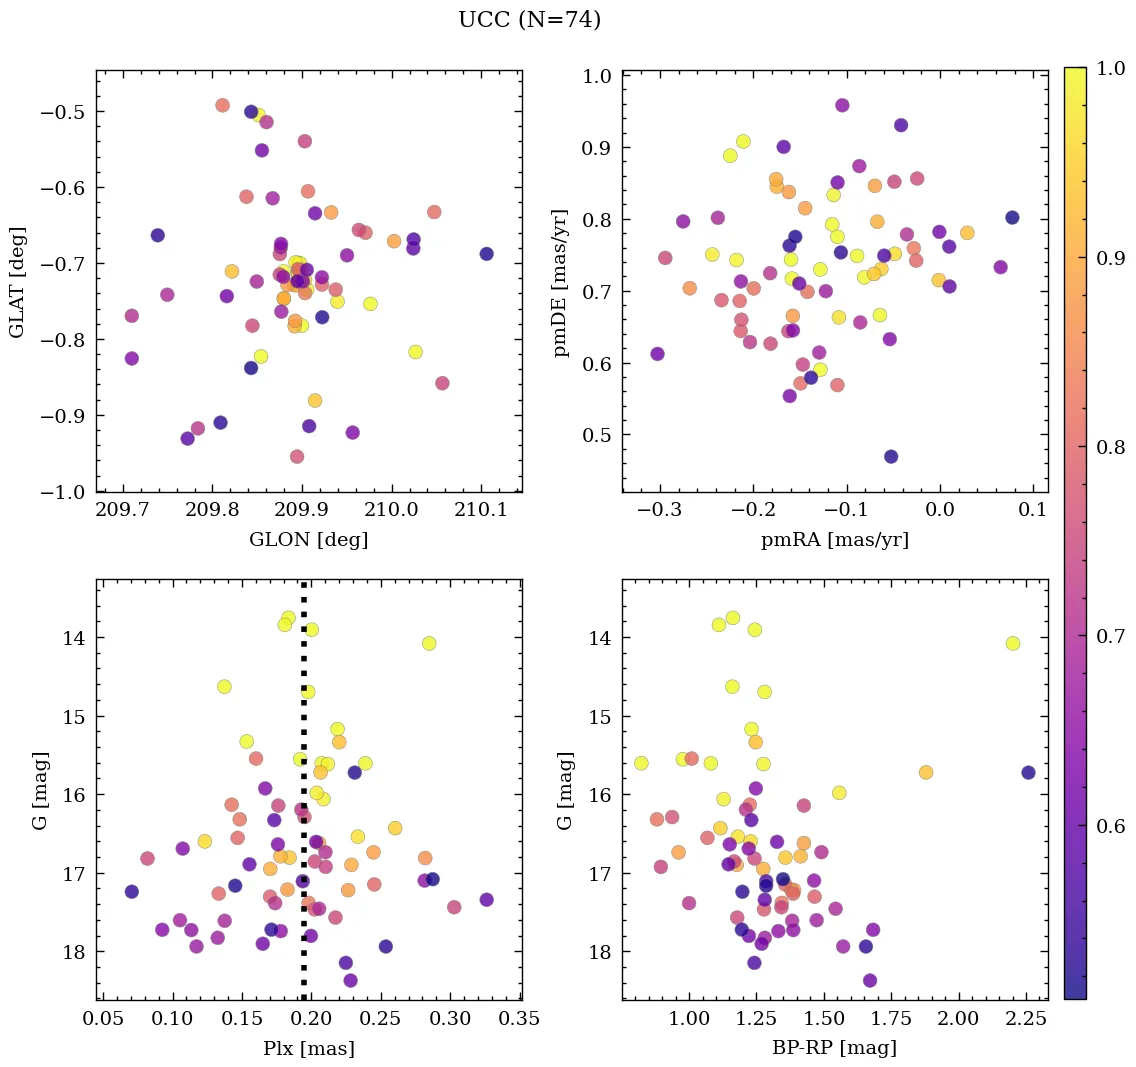 UCC (N=74)
−0.5
−0.6
−0.7
−0.8
−0.9
−1.0
GLAT [deg]
209.7 209.8 209.9 210.0 210.1
GLON [deg]
1.0
0.9
0.8
0.7
0.6
0.5
pmDE [mas/yr]
−0.3 −0.2 −0.1 0.0 0.1
pmRA [mas/yr]
1.0
0.9
0.8
0.7
0.6
14
15
16
17
18
G [mag]
0.05 0.10 0.15 0.20 0.25 0.30 0.35
Plx [mas]
14
15
16
17
18
G [mag]
1.00 1.25 1.50 1.75 2.00 2.25
BP-RP [mag]